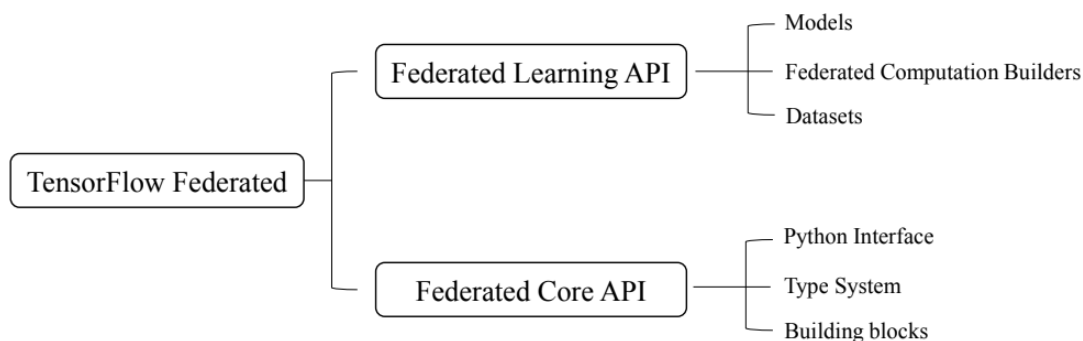 TensorFlow Federated
Federated Learning API
Models
Federated Computation Builders
Datasets
Federated Core API
Python Interface
Type System
Building blocks